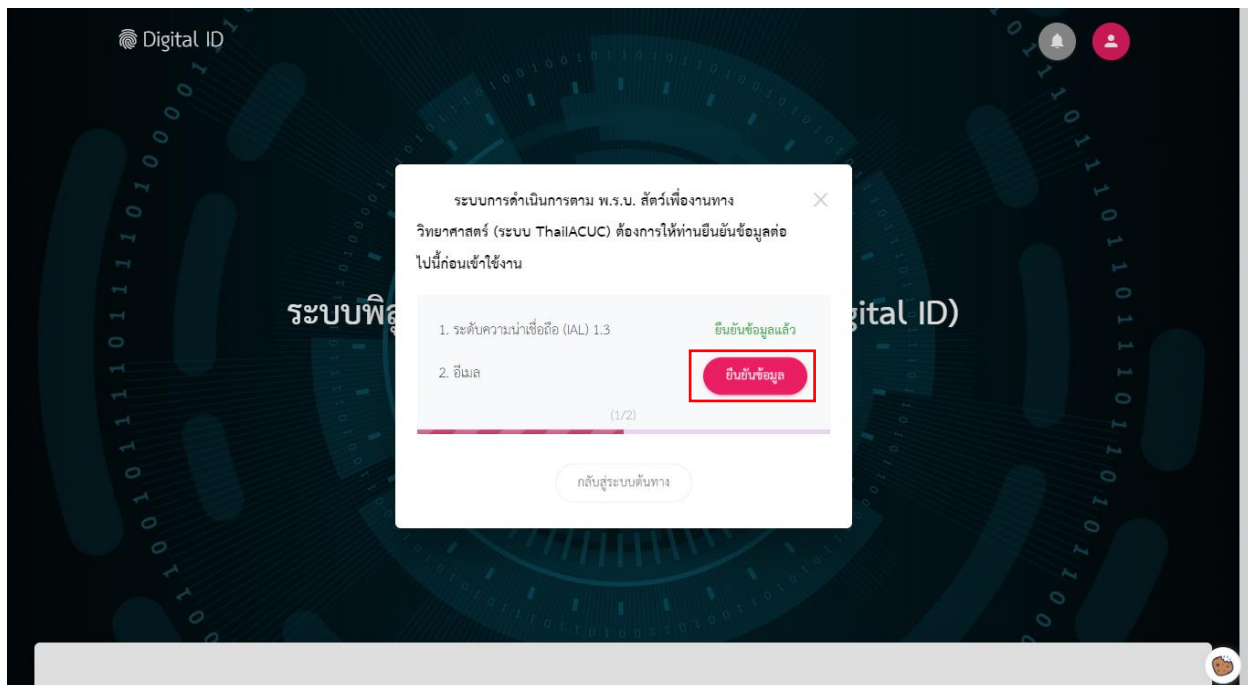 Digital ID
ระบบการดำเนินการตาม พ.ร.บ. สัตว์เพื่องานทาง
วิทยาศาสตร์ (ระบบ ThaiIACUC) ต้องการให้ท่านยืนยันข้อมูลต่อ
ไปนี้ก่อนเข้าใช้งาน
ระบบพิสู
gital ID)
1. ระดับความน่าเชื่อถือ (IAL) 1.3 ยืนยันข้อมูลแล้ว
2. อีเมล ยืนยันข้อมูล
(1/2)
กลับสู่ระบบต้นทาง